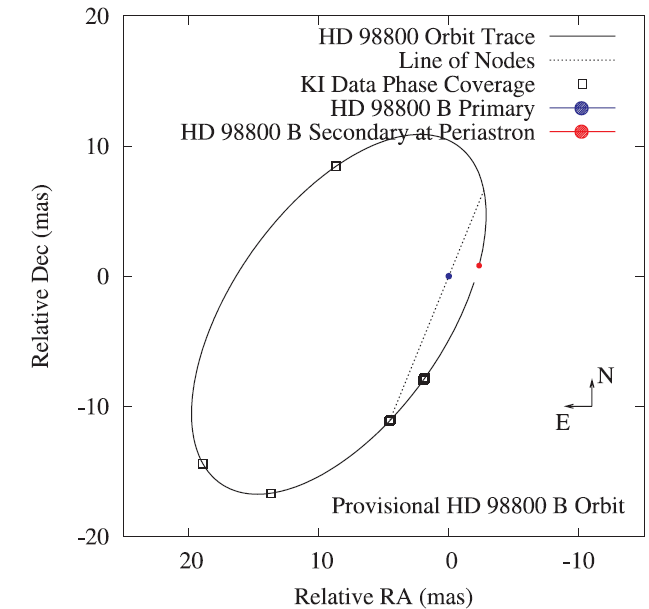 20
HD 98800 Orbit Trace
Line of Nodes
KI Data Phase Coverage
HD 98800 B Primary
HD 98800 B Secondary at Periastron
10
Relative Dec (mas)
0
N
-10
E
Provisional HD 98800 B Orbit
-20
20 10 0 -10
Relative RA (mas)